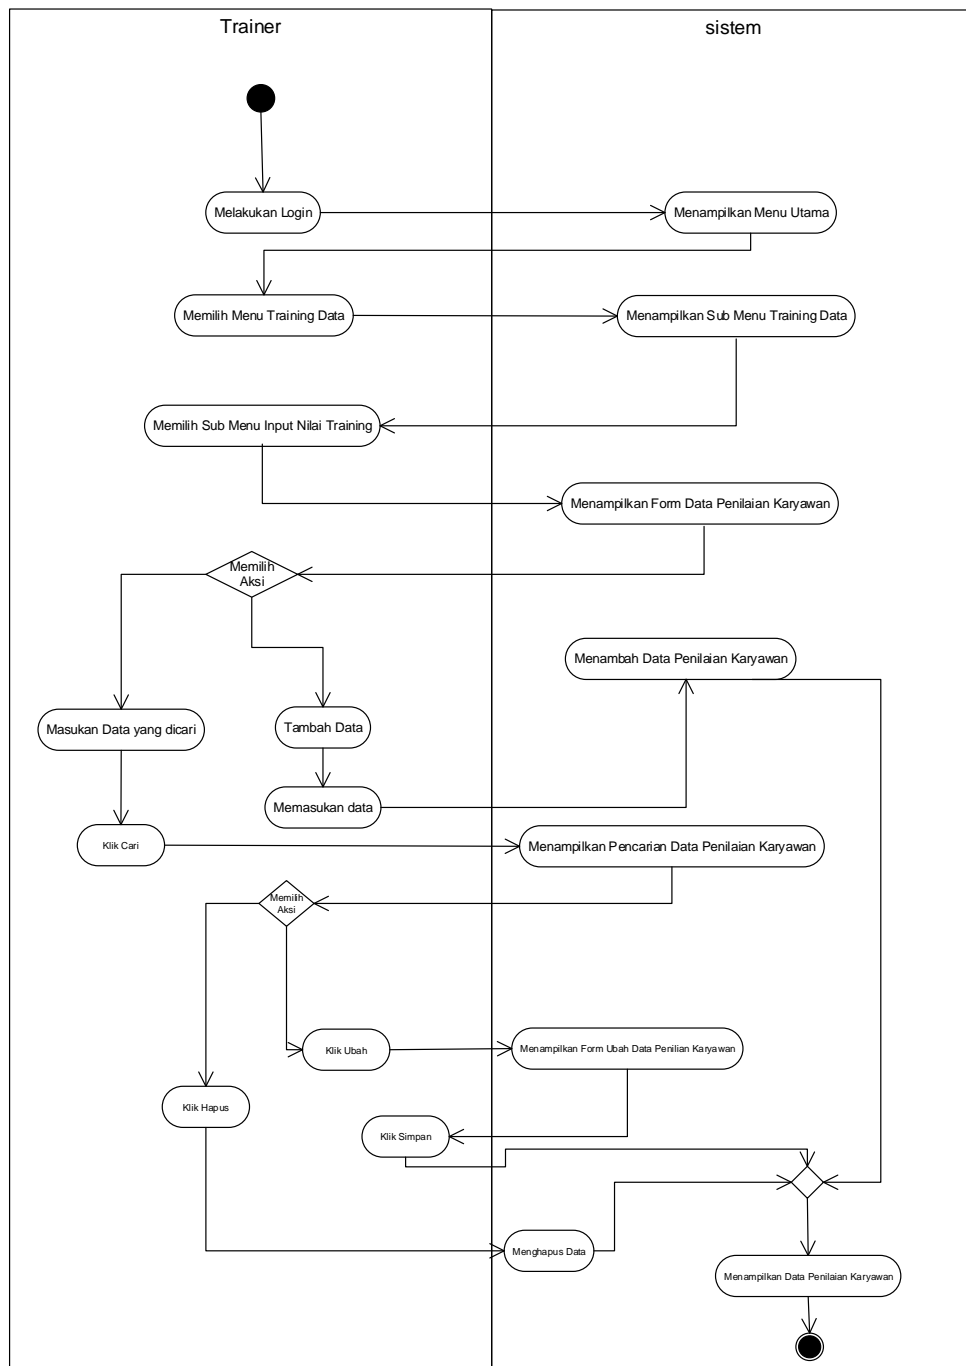 Trainer
sistem
Melakukan Login
Menampilkan Menu Utama
Memilih Menu Training Data
Menampilkan Sub Menu Training Data
Memilih Sub Menu Input Nilai Training
Menampilkan Form Data Penilaian Karyawan
Memilih
Aksi
Menambah Data Penilaian Karyawan
Masukan Data yang dicari
Tambah Data
Memasukan data
Klik Cari
Menampilkan Pencarian Data Penilaian Karyawan
Memilih
Aksi
Klik Ubah
Menampilkan Form Ubah Data Penilian Karyawan
Klik Hapus
Klik Simpan
Menghapus Data
Menampilkan Data Penilaian Karyawan